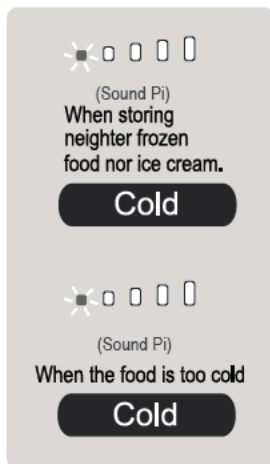 (Sound Pi)
When storing
neighter frozen
food nor ice cream.
Cold
(Sound Pi)
When the food is too cold
Cold